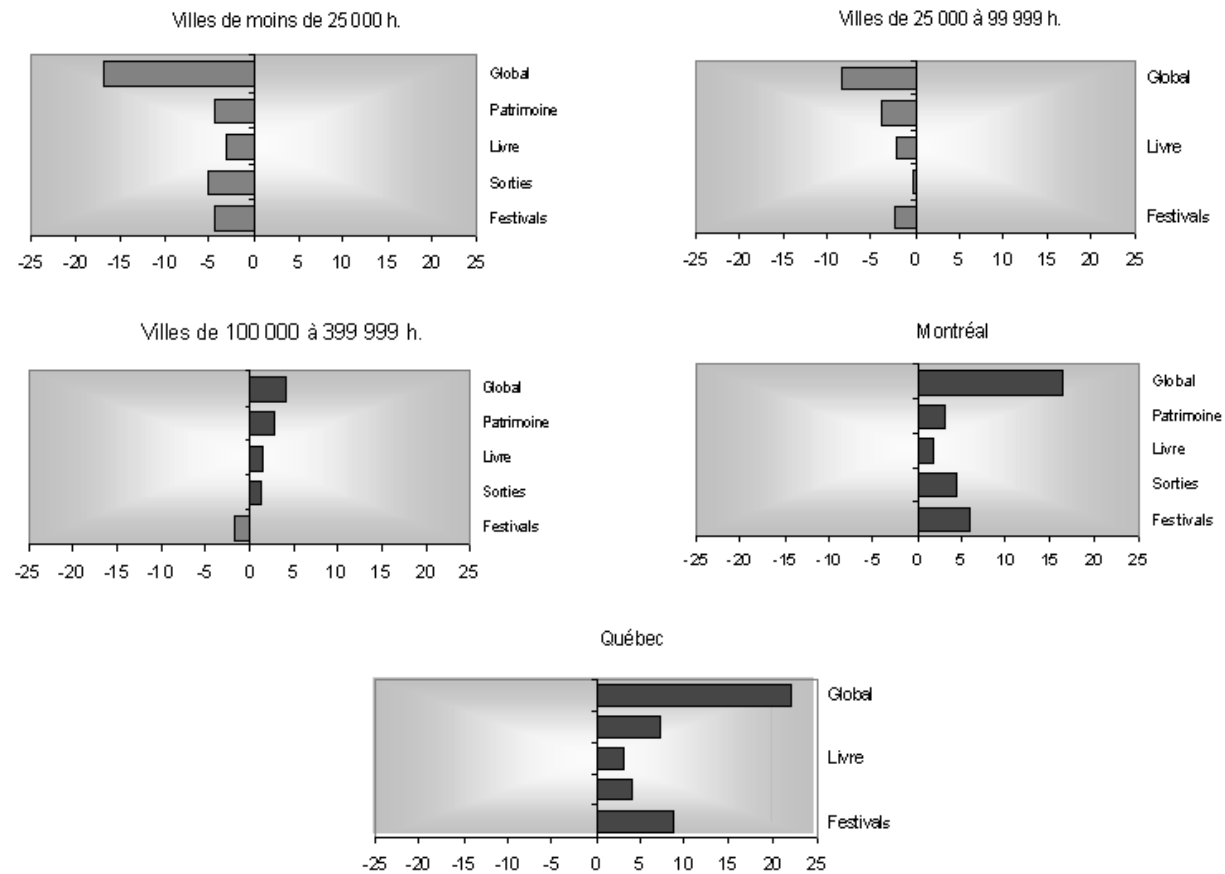 Villes de moins de 25 000 h.
Global
Patrimoine
Livre
Sorties
Festivals
-25 -20 -15 -10 -5 0 5 10 15 20 25
Villes de 25 000 à 99 999 h.
Global
Livre
Festivals
-25 -20 -15 -10 -5 0 5 10 15 20 25
Villes de 100 000 à 399 999 h.
Global
Patrimoine
Livre
Sorties
Festivals
-25 -20 -15 -10 -5 0 5 10 15 20 25
Montréal
Global
Patrimoine
Livre
Sorties
Festivals
-25 -20 -15 -10 -5 0 5 10 15 20 25
Québec
Global
Livre
Festivals
-25 -20 -15 -10 -5 0 5 10 15 20 25